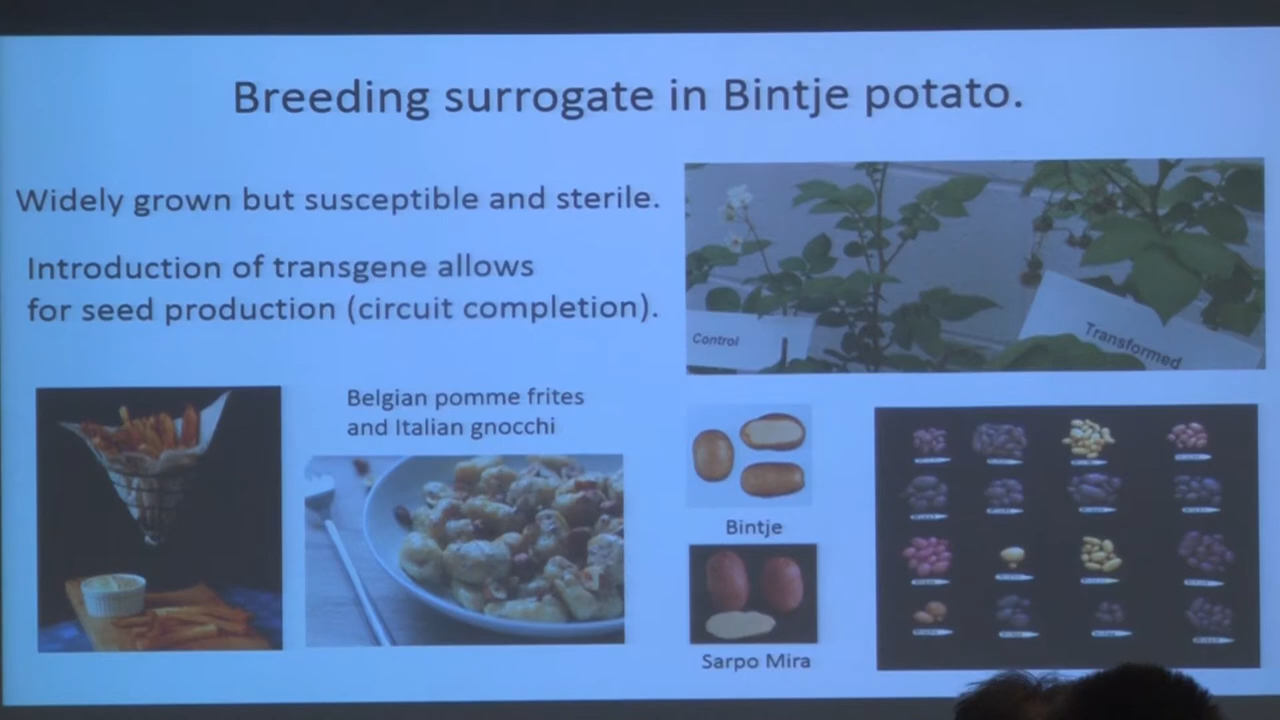 Breeding surrogate in Bintje potato.
Widely grown but susceptible and sterile.
Introduction of transgene allows
for seed production (circuit completion).
Control
Transformed
Belgian pomme frites
and Italian gnocchi
Bintje
Sarpo Mira